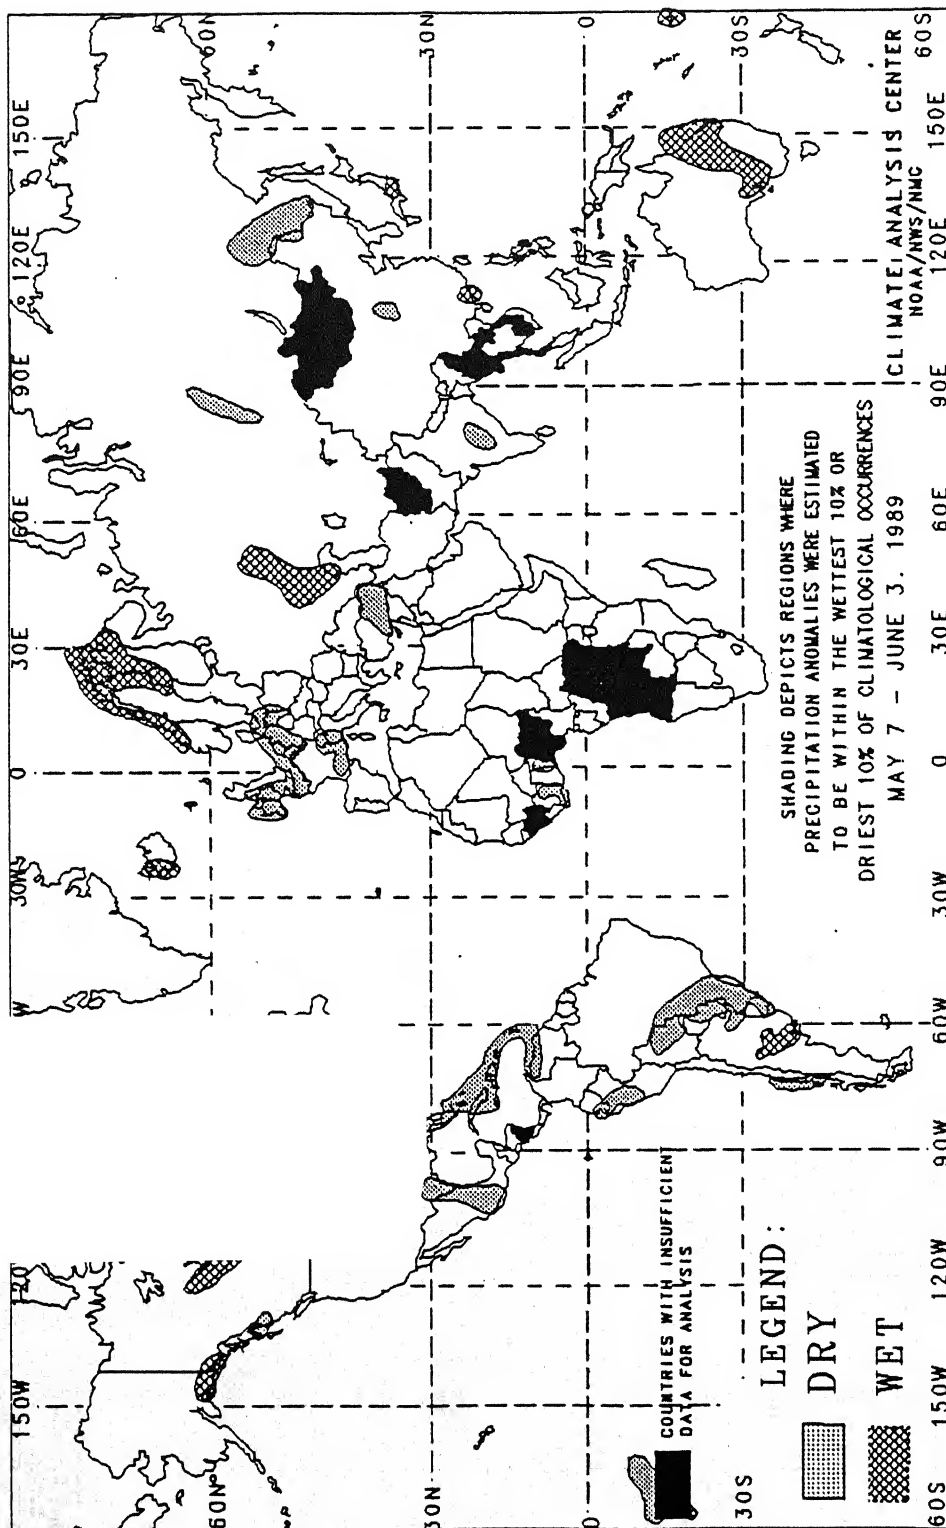 150W 120 W 30W 0 30E 60E 90E 120E 150E
60N 60N
30N 30N
0 0
30S 30S
60S 60S
COUNTRIES WITH INSUFFICIENT
DATA FOR ANALYSIS
LEGEND:
DRY
WET
SHADING DEPICTS REGIONS WHERE
PRECIPITATION ANOMALIES WERE ESTIMATED
TO BE WITHIN THE WETTEST 10% OR
DRIEST 10% OF CLIMATOLOGICAL OCCURRENCES
MAY 7 - JUNE 3, 1989
CLIMATE ANALYSIS CENTER
NOAA/NWS/NMC
150W 120W 90W 60W 30W 0 30E 60E 90E 120E 150E